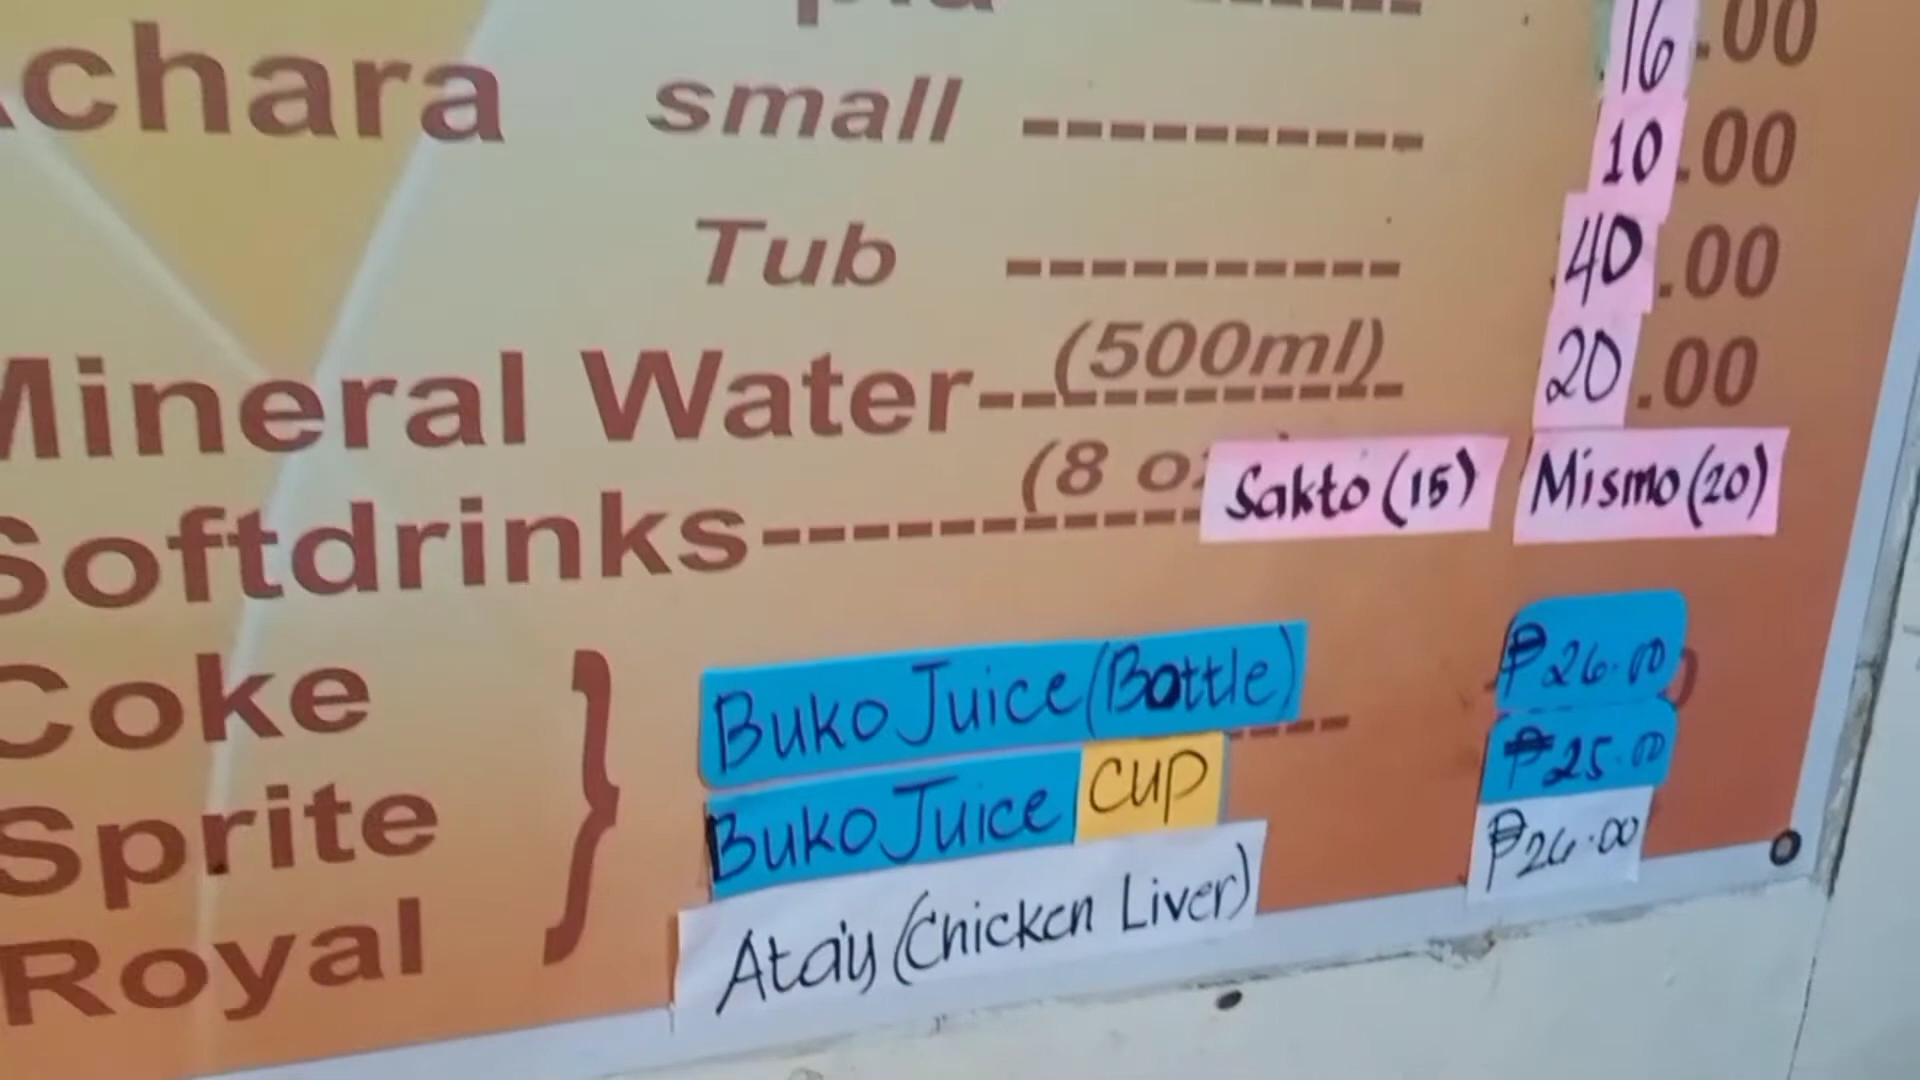 16.00
chara small ---------- 10.00
Tub ---------- 40.00
Mineral Water (500ml) 20.00
Softdrinks (8 oz Sakto (15) Mismo (20)
Coke } Buko Juice (Bottle) ₱26.00
Sprite Buko Juice CUP ₱25.00
Royal Atay (Chicken Liver) ₱26.00